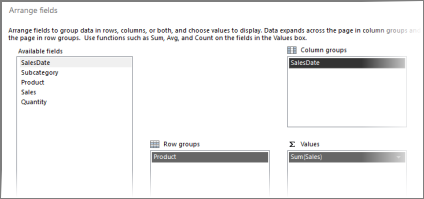 Arrange fields
Arrange fields to group data in rows, columns, or both, and choose values to display. Data expands across the page in column groups
the page in row groups. Use functions such as Sum, Avg, and Count on the fields in the Values box.
Available fields
SalesDate
Subcategory
Product
Sales
Quantity
Column groups
SalesDate
Row groups
Product
Σ Values
Sum(Sales)